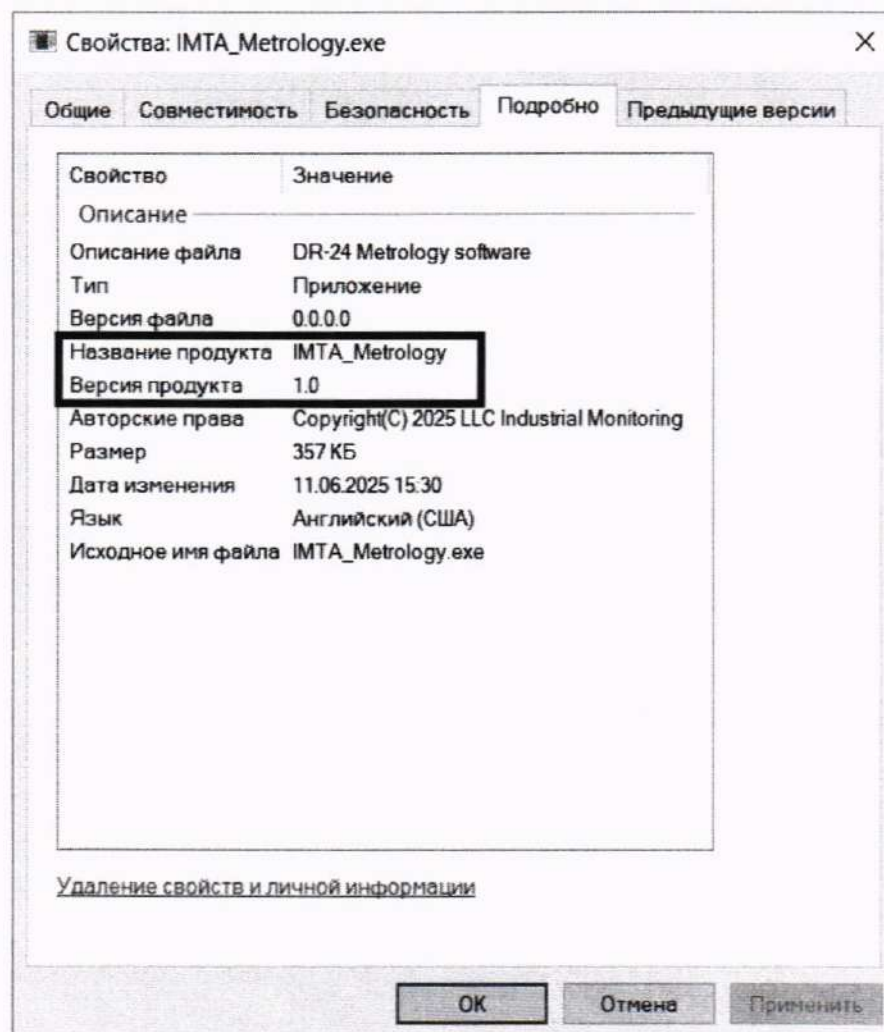 Свойства: IMTA_Metrology.exe
Общие Совместимость Безопасность Подробно Предыдущие версии
Свойство Значение
Описание
Описание файла DR-24 Metrology software
Тип Приложение
Версия файла 0.0.0.0
Название продукта IMTA_Metrology
Версия продукта 1.0
Авторские права Copyright(C) 2025 LLC Industrial Monitoring
Размер 357 КБ
Дата изменения 11.06.2025 15:30
Язык Английский (США)
Исходное имя файла IMTA_Metrology.exe
Удаление свойств и личной информации
ОК Отмена Применить